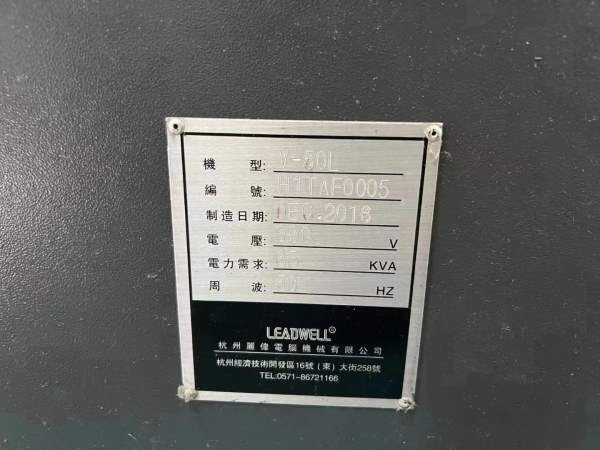 機 型: V-50L
編 號: H1TAF0005
制造日期: DEC.2016
電 壓: V
電力需求: KVA
周 波: HZ
LEADWELL®
杭州麗偉電腦機械有限公司
杭州經濟技術開發區16號（東）大街258號
TEL:0571-86721166